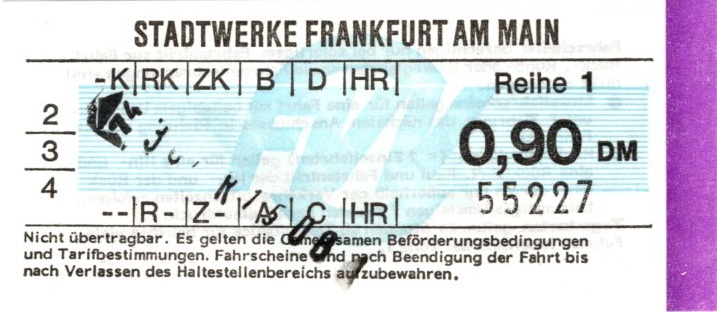 STADTWERKE FRANKFURT AM MAIN
-K|RK|ZK|B|D|HR| Reihe 1
2
3 0,90 DM
4 55227
--|R-|Z-|A|C|HR|
Nicht übertragbar. Es gelten die Gemeinsamen Beförderungsbedingungen
und Tarifbestimmungen. Fahrscheine sind nach Beendigung der Fahrt bis
nach Verlassen des Haltestellenbereichs aufzubewahren.